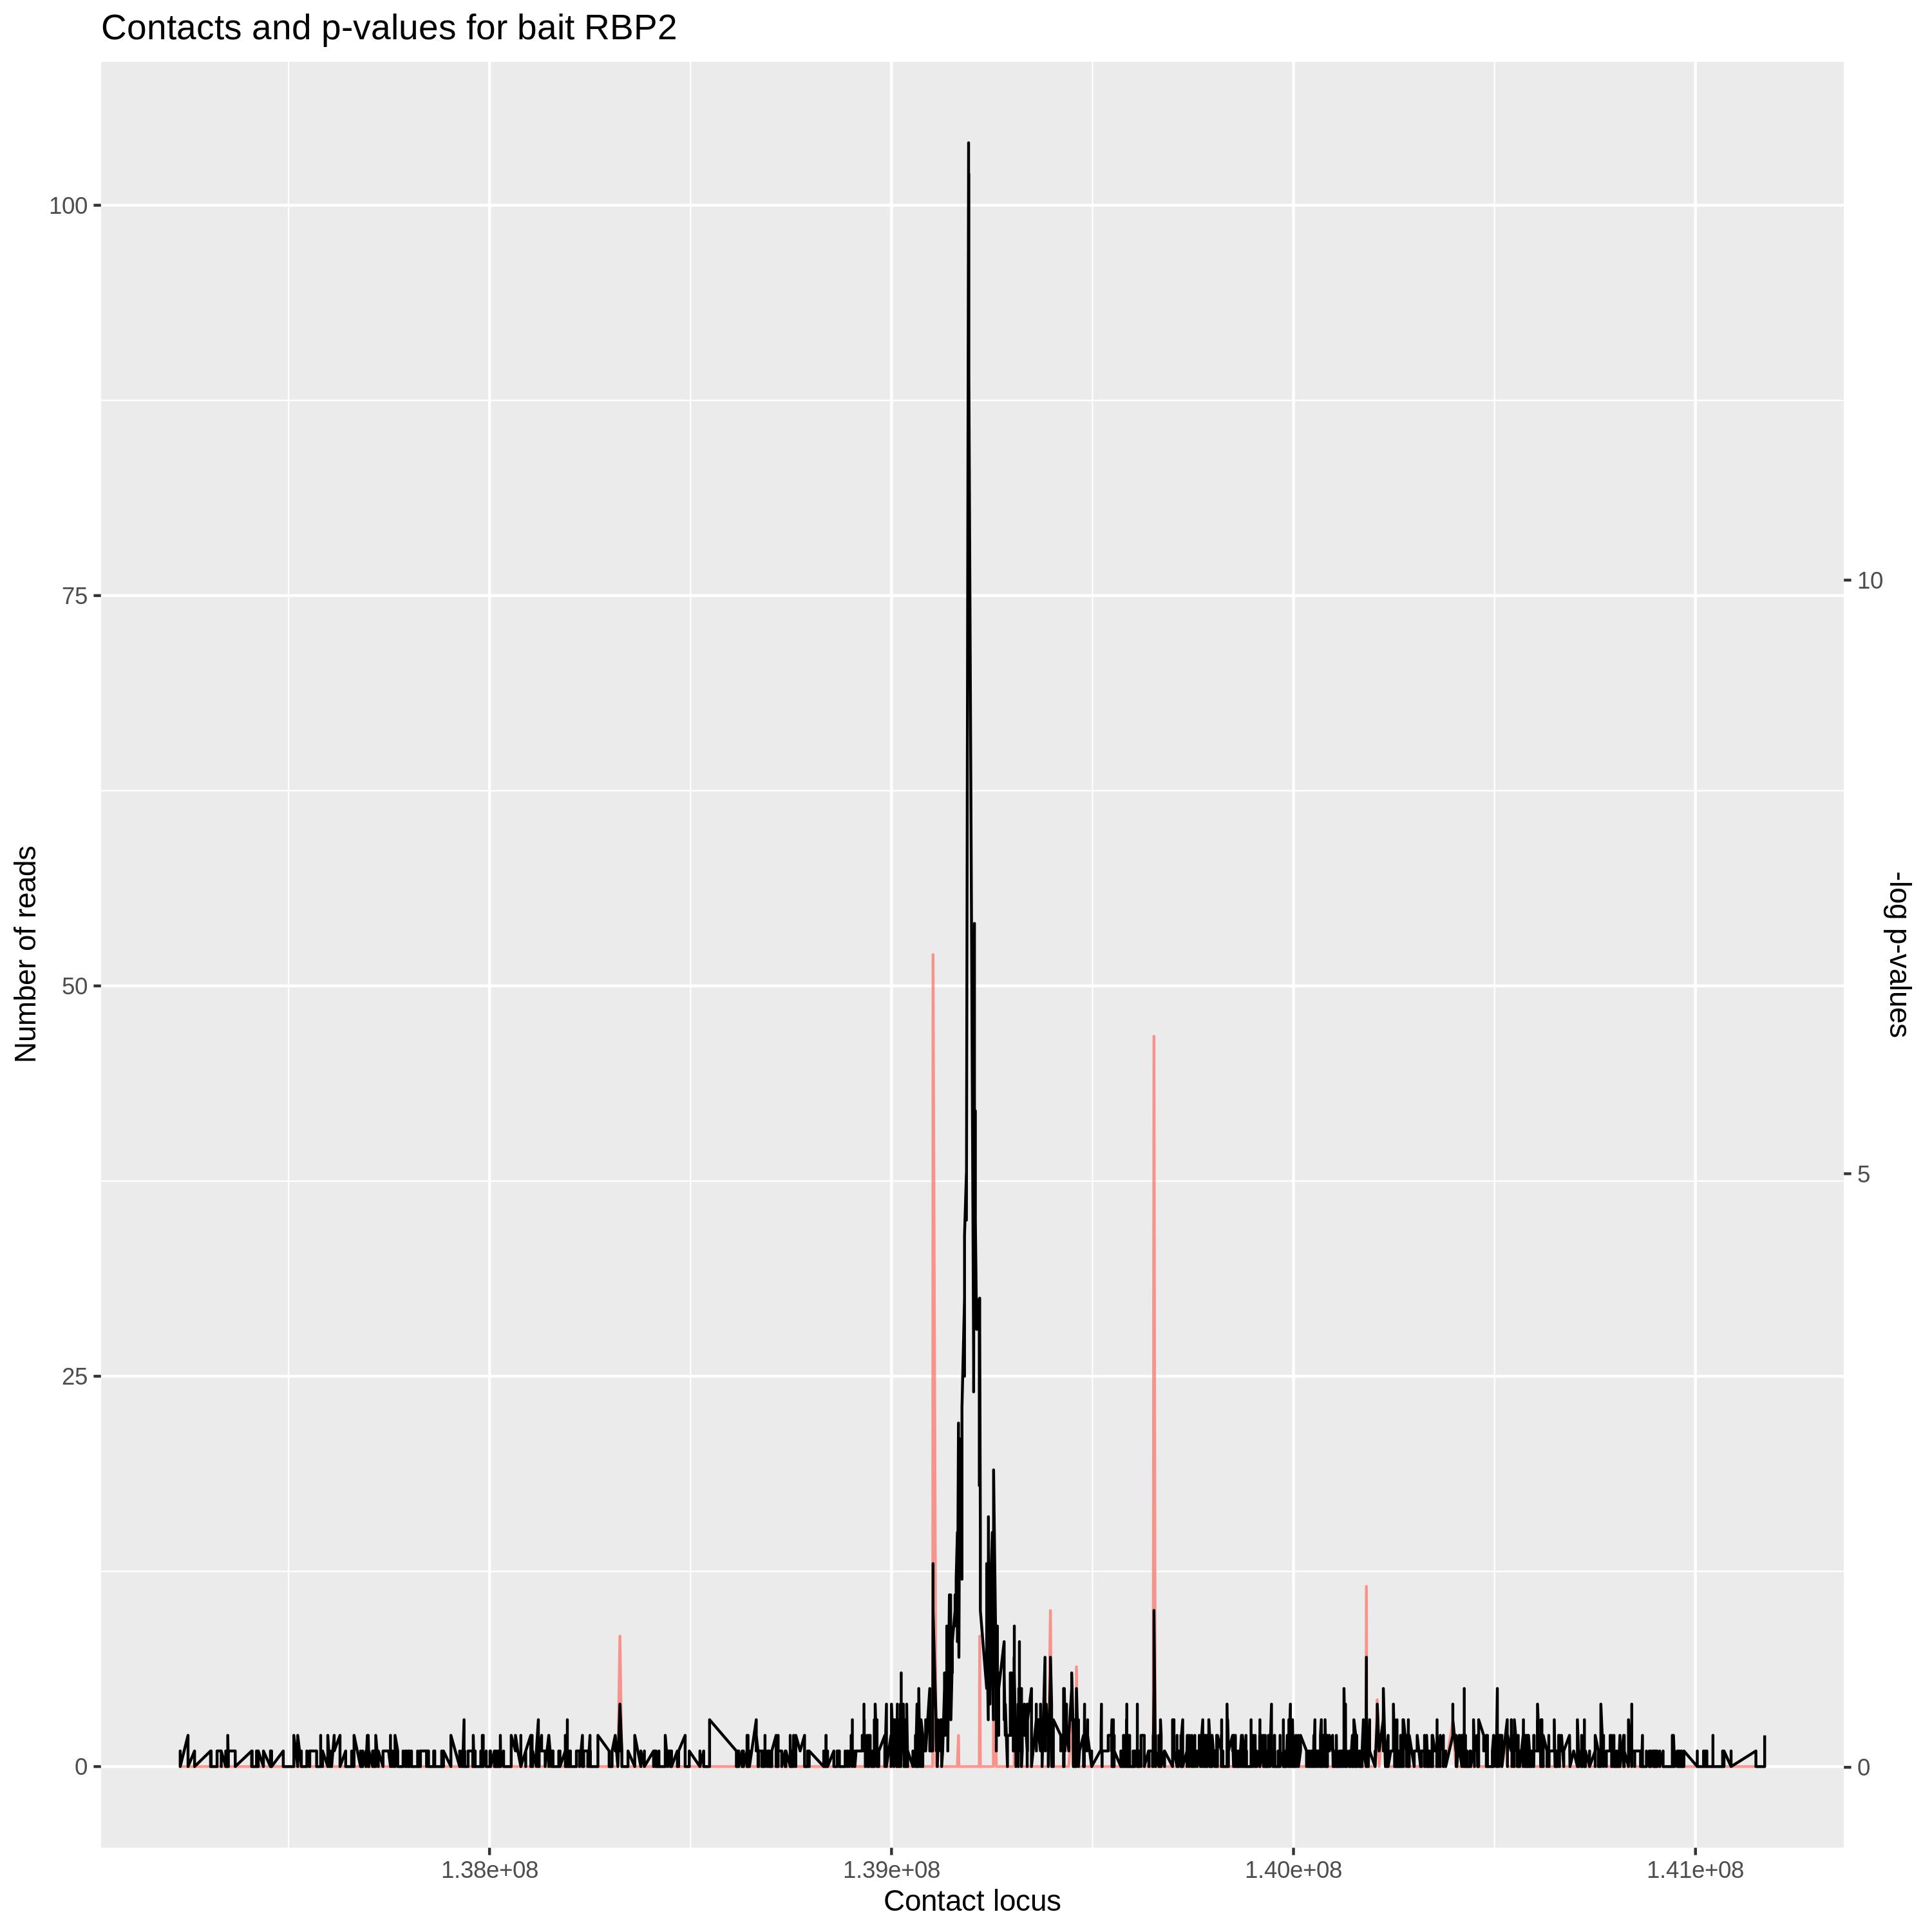 Contacts and p-values for bait RBP2
100
75
50
25
0
Number of reads
10
5
0
-log p-values
1.38e+08
1.39e+08
1.40e+08
1.41e+08
Contact locus